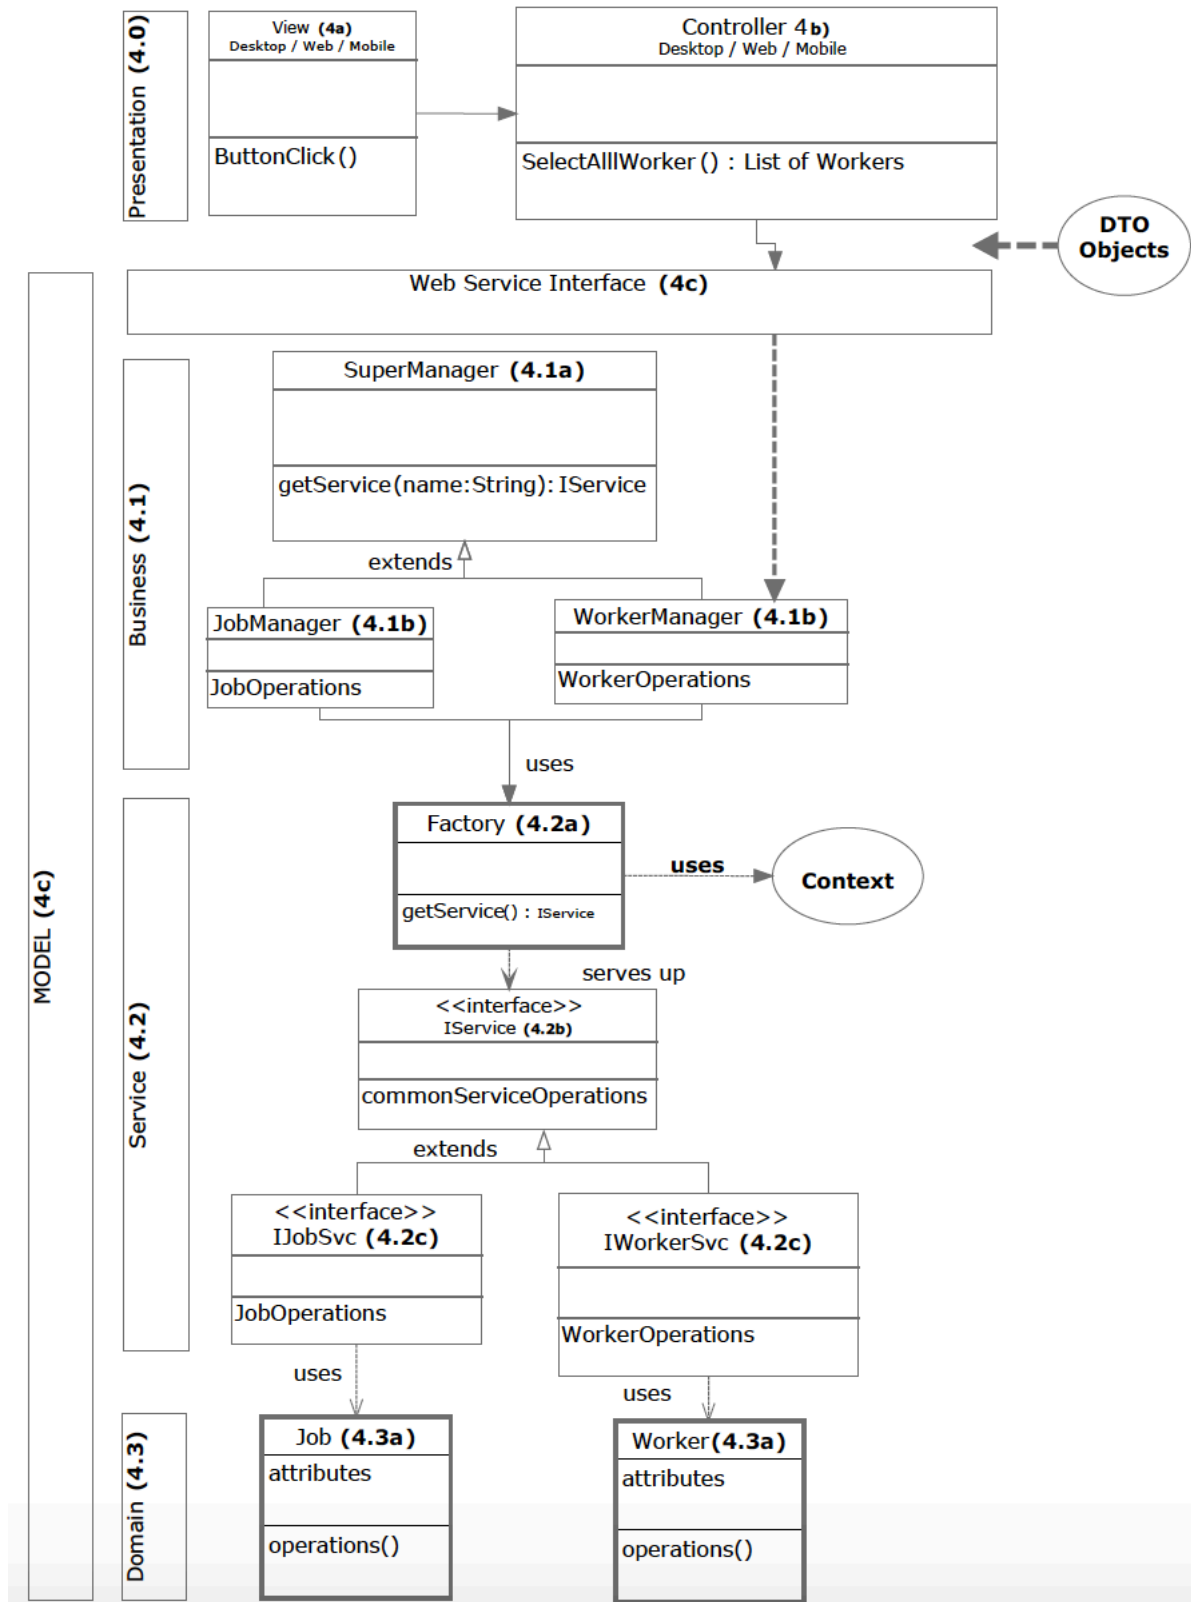 Presentation (4.0)
View (4a)
Desktop / Web / Mobile
ButtonClick()
Controller 4b)
Desktop / Web / Mobile
SelectAlllWorker() : List of Workers
DTO
Objects
MODEL (4c)
Web Service Interface (4c)
Business (4.1)
SuperManager (4.1a)
getService(name:String): IService
extends
JobManager (4.1b)
JobOperations
WorkerManager (4.1b)
WorkerOperations
uses
Service (4.2)
Factory (4.2a)
getService() : IService
uses
Context
serves up
<<interface>>
IService (4.2b)
commonServiceOperations
extends
<<interface>>
IJobSvc (4.2c)
JobOperations
<<interface>>
IWorkerSvc (4.2c)
WorkerOperations
uses
uses
Domain (4.3)
Job (4.3a)
attributes
operations()
Worker(4.3a)
attributes
operations()